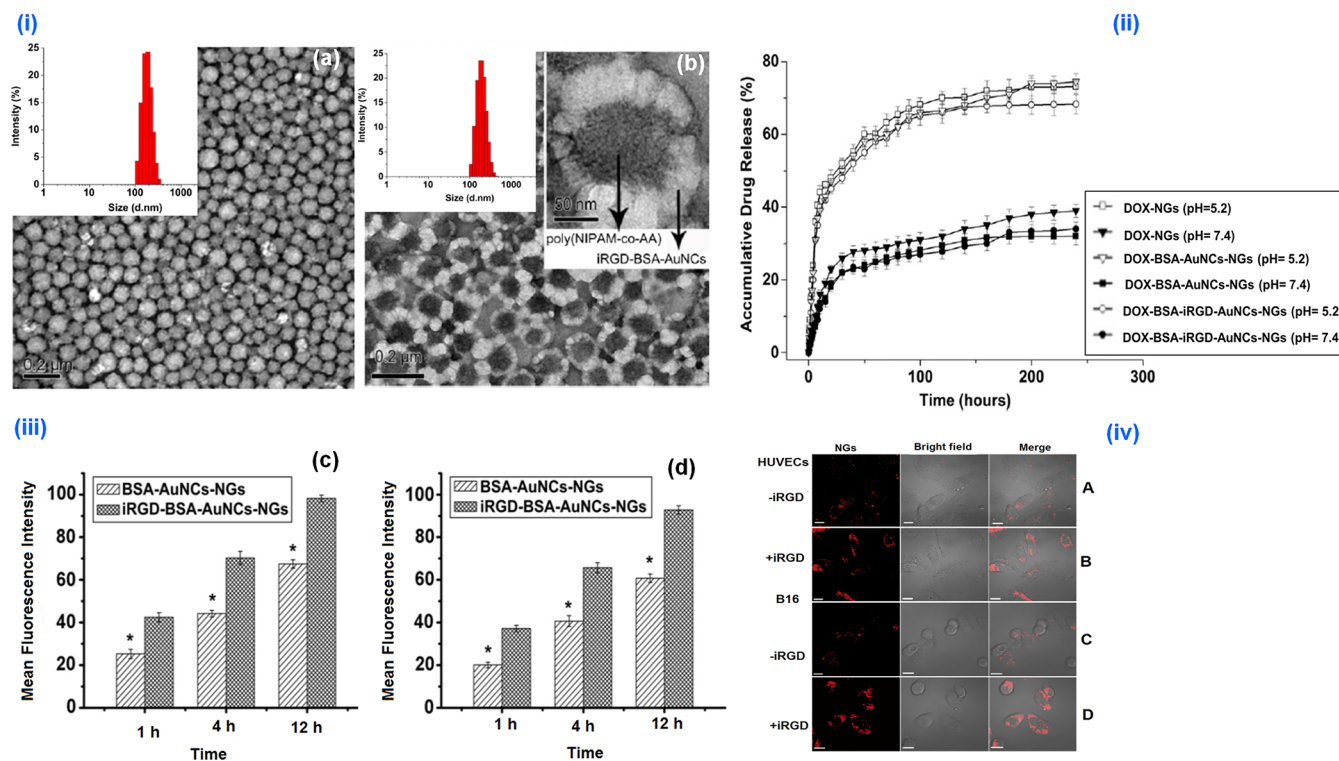 (i)
(a)
25
20
15
10
5
0
Intensity (%)
1
10
100
1000
Size (d.nm)
0.2 µm
(b)
25
20
15
10
5
0
Intensity (%)
1
10
100
1000
Size (d.nm)
50 nm
poly(NIPAM-co-AA)
iRGD-BSA-AuNCs
0.2 µm
(ii)
80
70
60
50
40
30
20
10
0
Accumulative Drug Release (%)
0
100
200
300
Time (hours)
DOX-NGs (pH=5.2)
DOX-NGs (pH= 7.4)
DOX-BSA-AuNCs-NGs (pH= 5.2)
DOX-BSA-AuNCs-NGs (pH= 7.4)
DOX-BSA-iRGD-AuNCs-NGs (pH= 5.2
DOX-BSA-iRGD-AuNCs-NGs (pH= 7.4
(iii)
(c)
BSA-AuNCs-NGs
iRGD-BSA-AuNCs-NGs
100
80
60
40
20
0
Mean Fluorescence Intensity
*
*
*
1 h
4 h
12 h
Time
(d)
BSA-AuNCs-NGs
iRGD-BSA-AuNCs-NGs
100
80
60
40
20
0
Mean Fluorescence Intensity
*
*
*
1 h
4 h
12 h
Time
(iv)
NGs
Bright field
Merge
HUVECs
-iRGD
A
+iRGD
B
B16
-iRGD
C
+iRGD
D